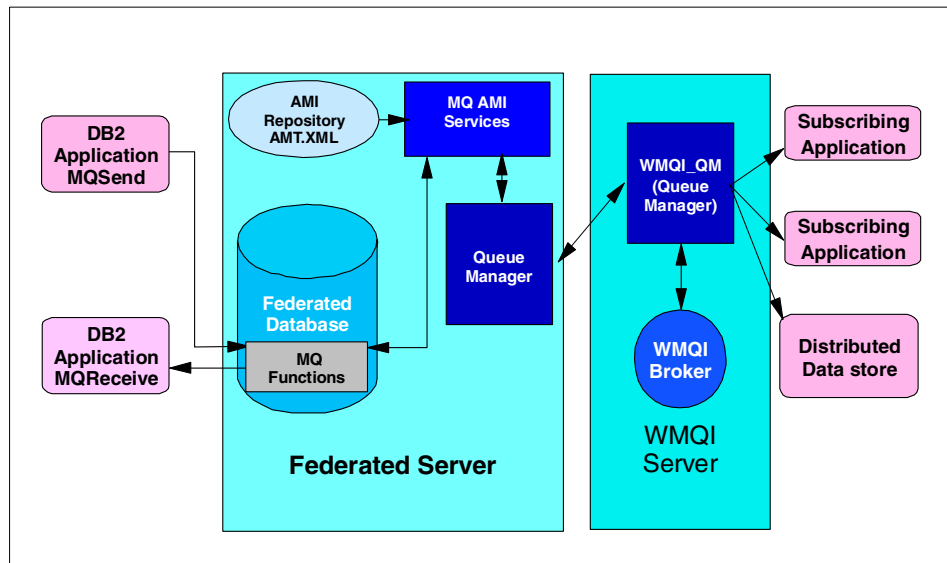 DB2
Application
MQSend
DB2
Application
MQReceive
AMI
Repository
AMT.XML
MQ AMI
Services
Queue
Manager
Federated
Database
MQ
Functions
Federated Server
WMQI_QM
(Queue
Manager)
WMQI
Broker
WMQI
Server
Subscribing
Application
Subscribing
Application
Distributed
Data store